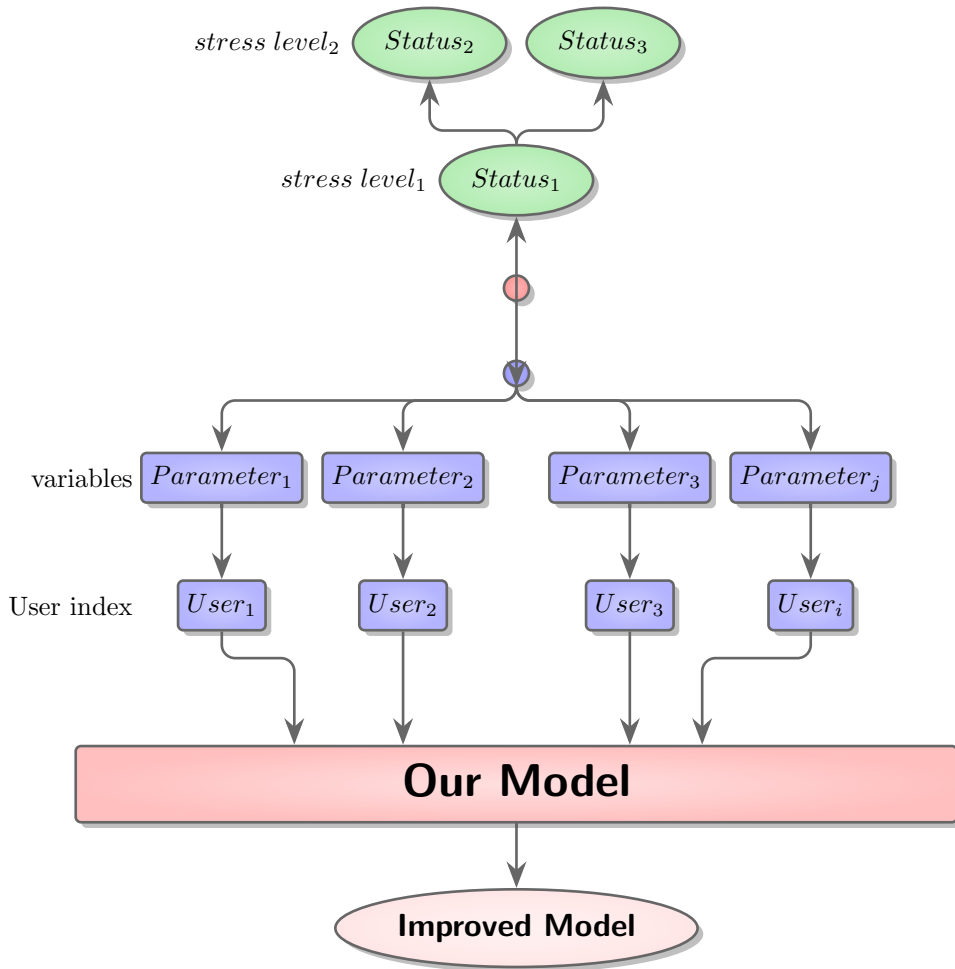 stress level₂ Status₂ Status₃
stress level₁ Status₁
variables Parameter₁ Parameter₂ Parameter₃ Parameterⱼ
User index User₁ User₂ User₃ Userᵢ
Our Model
Improved Model